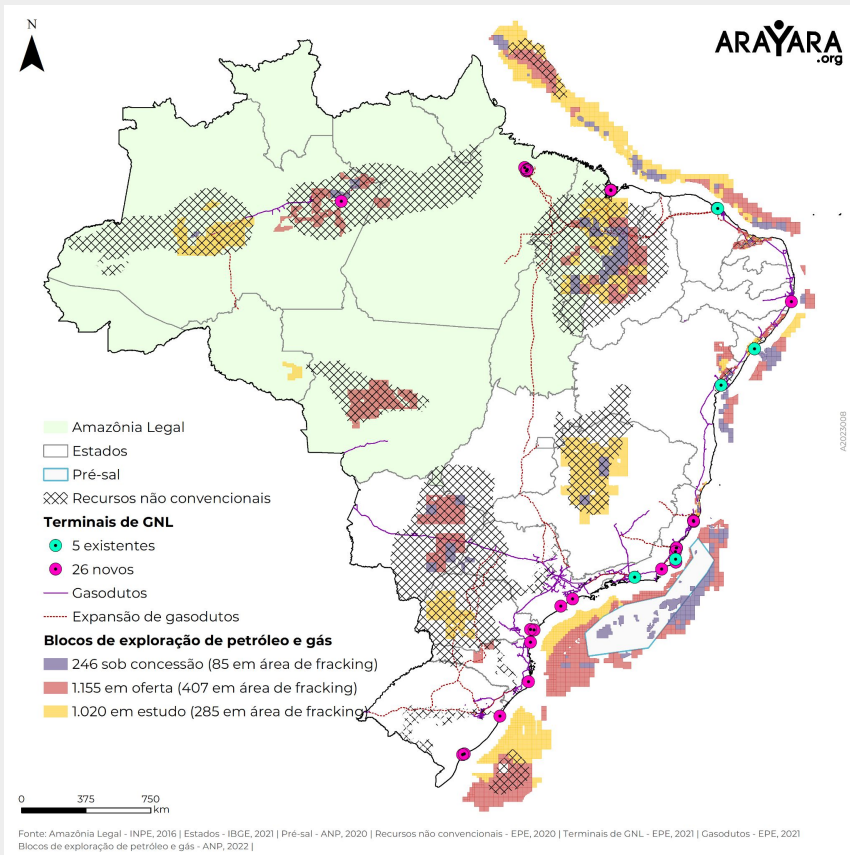 N
ARAYARA
.org
A2023008
Amazônia Legal
Estados
Pré-sal
Recursos não convencionais
Terminais de GNL
5 existentes
26 novos
Gasodutos
Expansão de gasodutos
Blocos de exploração de petróleo e gás
246 sob concessão (85 em área de fracking)
1.155 em oferta (407 em área de fracking)
1.020 em estudo (285 em área de fracking)
0 375 750
km
Fonte: Amazônia Legal - INPE, 2016 | Estados - IBGE, 2021 | Pré-sal - ANP, 2020 | Recursos não convencionais - EPE, 2020 | Terminais de GNL - EPE, 2021 | Gasodutos - EPE, 2021
Blocos de exploração de petróleo e gás - ANP, 2022 |